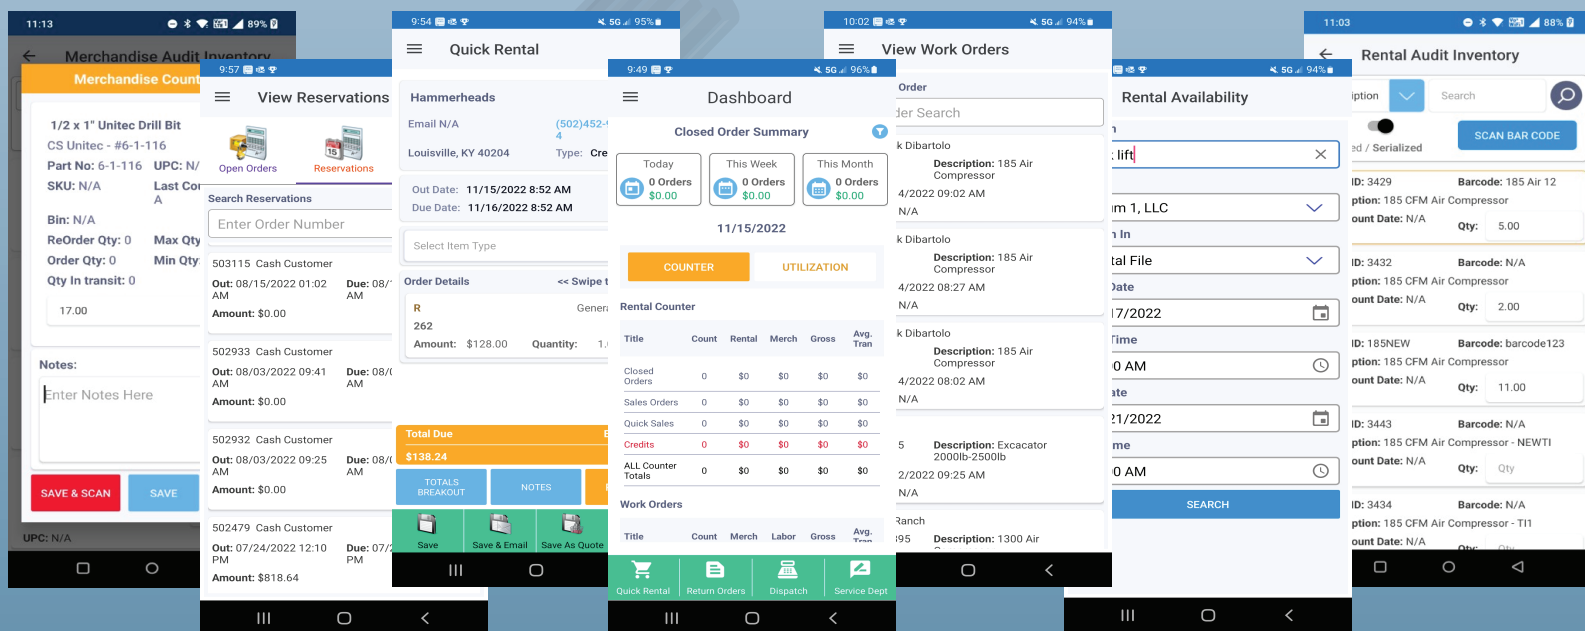 11:13
89%
Merchandise Audit Inventory
Merchandise Count
1/2 x 1" Unitec Drill Bit
CS Unitec - #6-1-116
Part No: 6-1-116 UPC: N/
SKU: N/A Last Cou
A
Bin: N/A
ReOrder Qty: 0 Max Qty
Order Qty: 0 Min Qty:
Qty In transit: 0
17.00
Notes:
Enter Notes Here
SAVE & SCAN
SAVE
UPC: N/A
9:57
View Reservations
Open Orders
Reservations
Search Reservations
Enter Order Number
503115 Cash Customer
Out: 08/15/2022 01:02 Due: 08/
AM AM
Amount: $0.00
502933 Cash Customer
Out: 08/03/2022 09:41 Due: 08/0
AM AM
Amount: $0.00
502932 Cash Customer
Out: 08/03/2022 09:25 Due: 08/0
AM AM
Amount: $0.00
502479 Cash Customer
Out: 07/24/2022 12:10 Due: 07/
PM PM
Amount: $818.64
9:54
5G 95%
Quick Rental
Hammerheads
Email N/A (502)452-
4
Louisville, KY 40204 Type: Cre
Out Date: 11/15/2022 8:52 AM
Due Date: 11/16/2022 8:52 AM
Select Item Type
Order Details << Swipe t
R Genera
262
Amount: $128.00 Quantity: 1.
Total Due
$138.24
TOTALS
BREAKOUT
NOTES
Save
Save & Email
Save As Quote
9:49
5G 96%
Dashboard
Closed Order Summary
Today This Week This Month
0 Orders 0 Orders 0 Orders
$0.00 $0.00 $0.00
11/15/2022
COUNTER
UTILIZATION
Rental Counter
Title Count Rental Merch Gross Avg.
Tran
Closed
Orders 0 $0 $0 $0 $0
Sales Orders 0 $0 $0 $0 $0
Quick Sales 0 $0 $0 $0 $0
Credits 0 $0 $0 $0 $0
ALL Counter
Totals 0 $0 $0 $0 $0
Work Orders
Title Count Merch Labor Gross Avg.
Tran
Quick Rental
Return Orders
Dispatch
Service Dept
10:02
5G 94%
View Work Orders
Order
der Search
k Dibartolo
Description: 185 Air
Compressor
4/2022 09:02 AM
N/A
k Dibartolo
Description: 185 Air
Compressor
4/2022 08:27 AM
N/A
k Dibartolo
Description: 185 Air
Compressor
4/2022 08:02 AM
N/A
5 Description: Excacator
2000lb-2500lb
2/2022 09:25 AM
N/A
Ranch
395 Description: 1300 Air
5G 94%
Rental Availability
lift
m 1, LLC
n In
tal File
Date
17/2022
Time
0 AM
ate
21/2022
me
0 AM
SEARCH
11:03
88%
Rental Audit Inventory
iption
Search
ed / Serialized
SCAN BAR CODE
ID: 3429 Barcode: 185 Air 12
ption: 185 CFM Air Compressor
ount Date: N/A Qty: 5.00
ID: 3432 Barcode: N/A
ption: 185 CFM Air Compressor
ount Date: N/A Qty: 2.00
ID: 185NEW Barcode: barcode123
ption: 185 CFM Air Compressor
ount Date: N/A Qty: 11.00
ID: 3443 Barcode: N/A
ption: 185 CFM Air Compressor - NEWTI
ount Date: N/A Qty: Qty
ID: 3434 Barcode: N/A
ption: 185 CFM Air Compressor - TI1
ount Date: N/A Qty: Qty